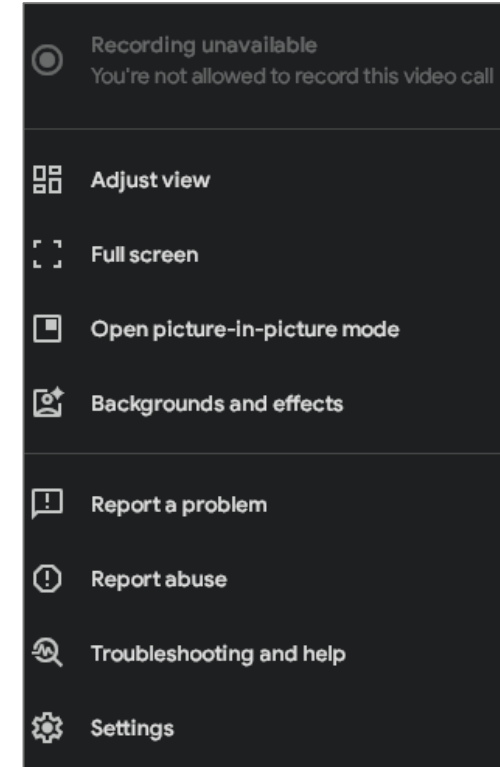 Recording unavailable
You're not allowed to record this video call
Adjust view
Full screen
Open picture-in-picture mode
Backgrounds and effects
Report a problem
Report abuse
Troubleshooting and help
Settings